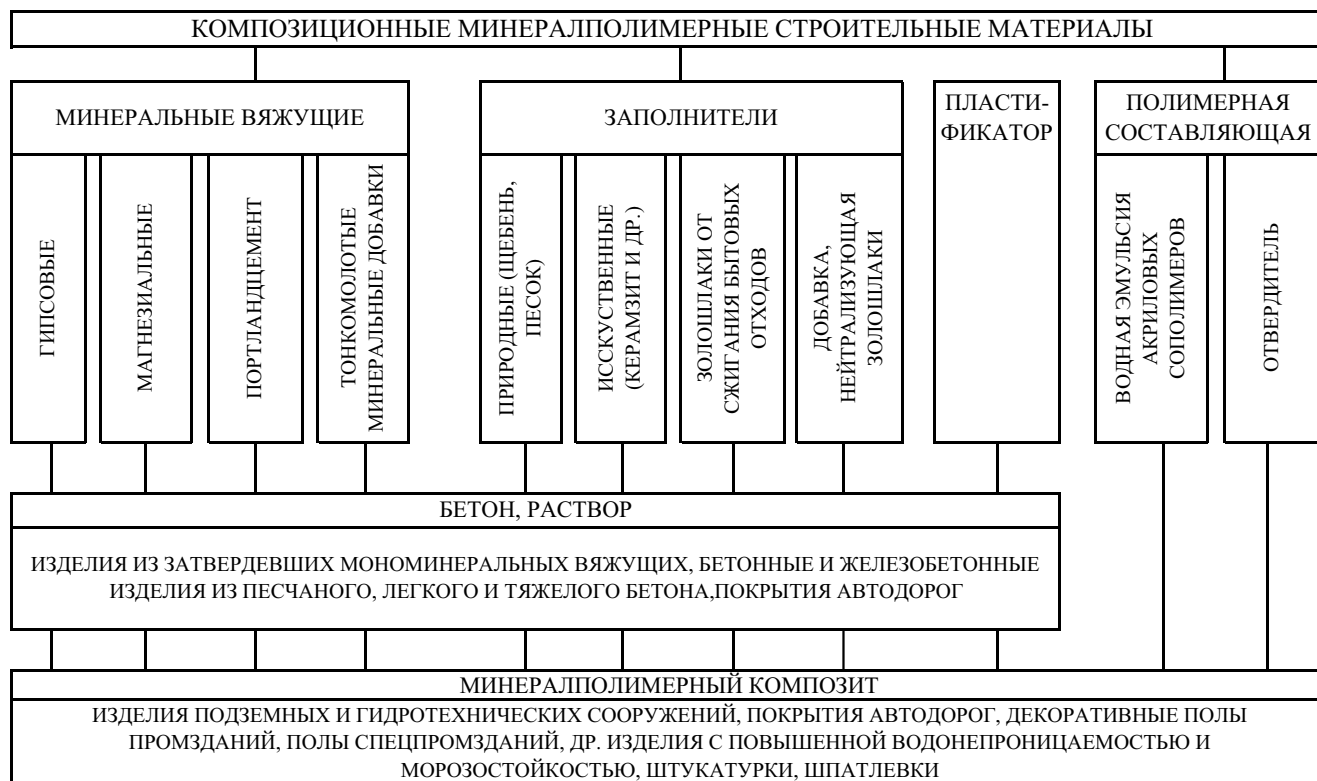 КОМПОЗИЦИОННЫЕ МИНЕРАЛПОЛИМЕРНЫЕ СТРОИТЕЛЬНЫЕ МАТЕРИАЛЫ
МИНЕРАЛЬНЫЕ ВЯЖУЩИЕ
ЗАПОЛНИТЕЛИ
ПЛАСТИ-
ФИКАТОР
ПОЛИМЕРНАЯ
СОСТАВЛЯЮЩАЯ
ГИПСОВЫЕ
МАГНЕЗИАЛЬНЫЕ
ПОРТЛАНДЦЕМЕНТ
ТОНКОМОЛОТЫЕ
МИНЕРАЛЬНЫЕ ДОБАВКИ
ПРИРОДНЫЕ (ЩЕБЕНЬ,
ПЕСОК)
ИССКУСТВЕННЫЕ
(КЕРАМЗИТ И ДР.)
ЗОЛОШЛАКИ ОТ
СЖИГАНИЯ БЫТОВЫХ
ОТХОДОВ
ДОБАВКА,
НЕЙТРАЛИЗУЮЩАЯ
ЗОЛОШЛАКИ
ВОДНАЯ ЭМУЛЬСИЯ
АКРИЛОВЫХ
СОПОЛИМЕРОВ
ОТВЕРДИТЕЛЬ
БЕТОН, РАСТВОР
ИЗДЕЛИЯ ИЗ ЗАТВЕРДЕВШИХ МОНОМИНЕРАЛЬНЫХ ВЯЖУЩИХ, БЕТОННЫЕ И ЖЕЛЕЗОБЕТОННЫЕ
ИЗДЕЛИЯ ИЗ ПЕСЧАНОГО, ЛЕГКОГО И ТЯЖЕЛОГО БЕТОНА,ПОКРЫТИЯ АВТОДОРОГ
МИНЕРАЛПОЛИМЕРНЫЙ КОМПОЗИТ
ИЗДЕЛИЯ ПОДЗЕМНЫХ И ГИДРОТЕХНИЧЕСКИХ СООРУЖЕНИЙ, ПОКРЫТИЯ АВТОДОРОГ, ДЕКОРАТИВНЫЕ ПОЛЫ
ПРОМЗДАНИЙ, ПОЛЫ СПЕЦПРОМЗДАНИЙ, ДР. ИЗДЕЛИЯ С ПОВЫШЕННОЙ ВОДОНЕПРОНИЦАЕМОСТЬЮ И
МОРОЗОСТОЙКОСТЬЮ, ШТУКАТУРКИ, ШПАТЛЕВКИ